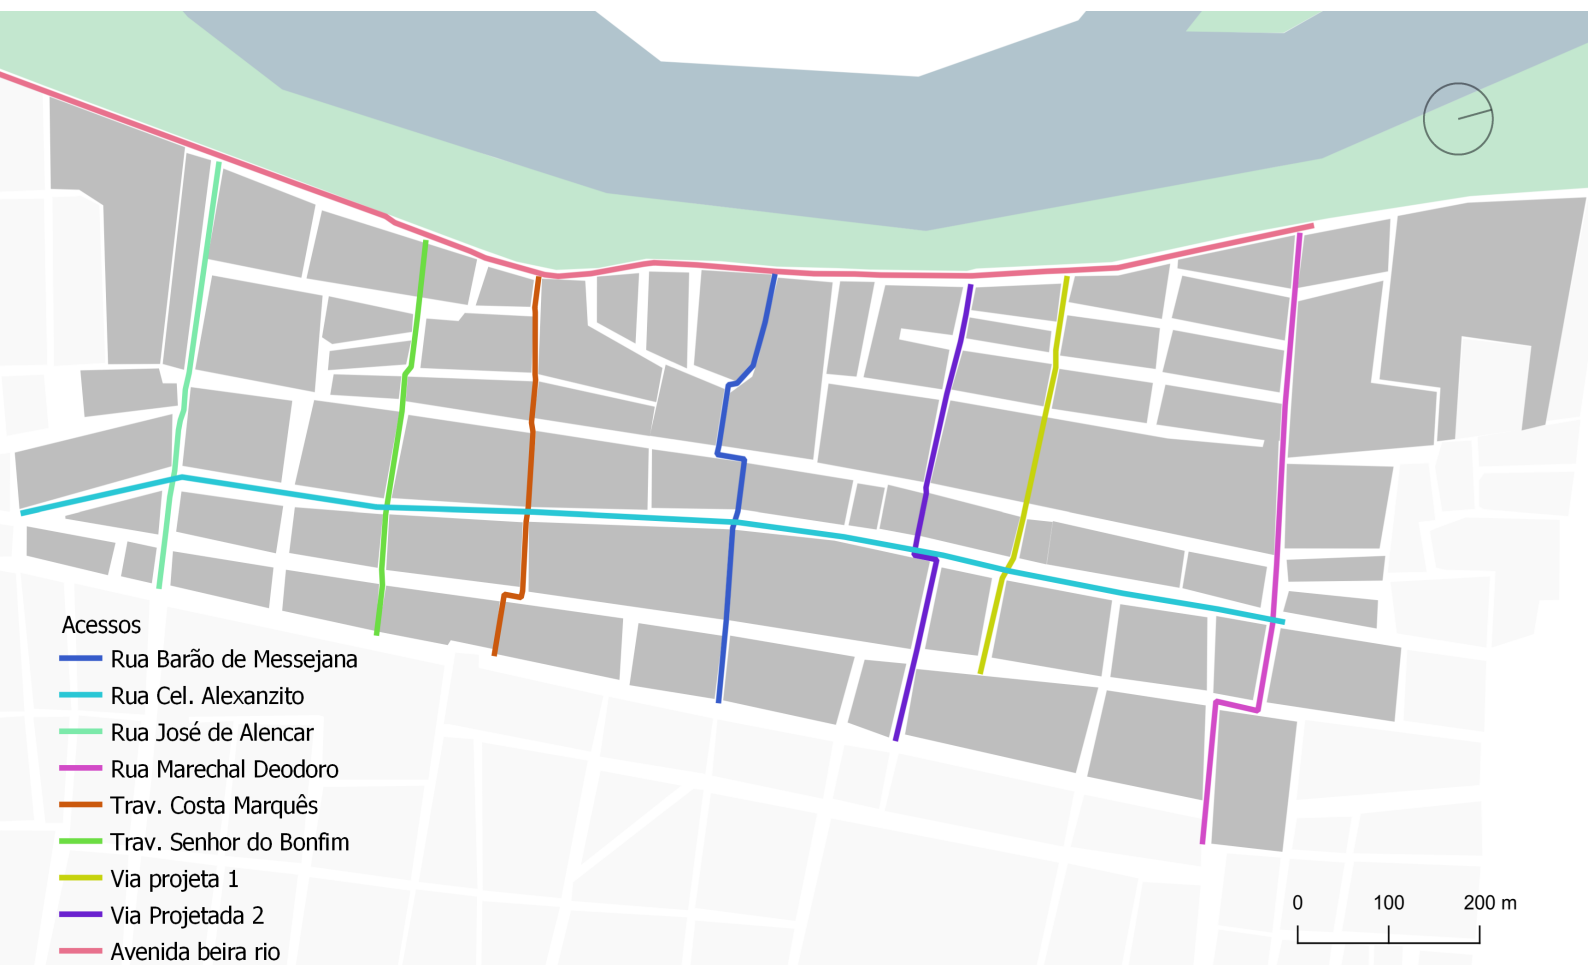 Acessos
Rua Barão de Messejana
Rua Cel. Alexanzito
Rua José de Alencar
Rua Marechal Deodoro
Trav. Costa Marquês
Trav. Senhor do Bonfim
Via projeta 1
Via Projetada 2
Avenida beira rio
0 100 200 m